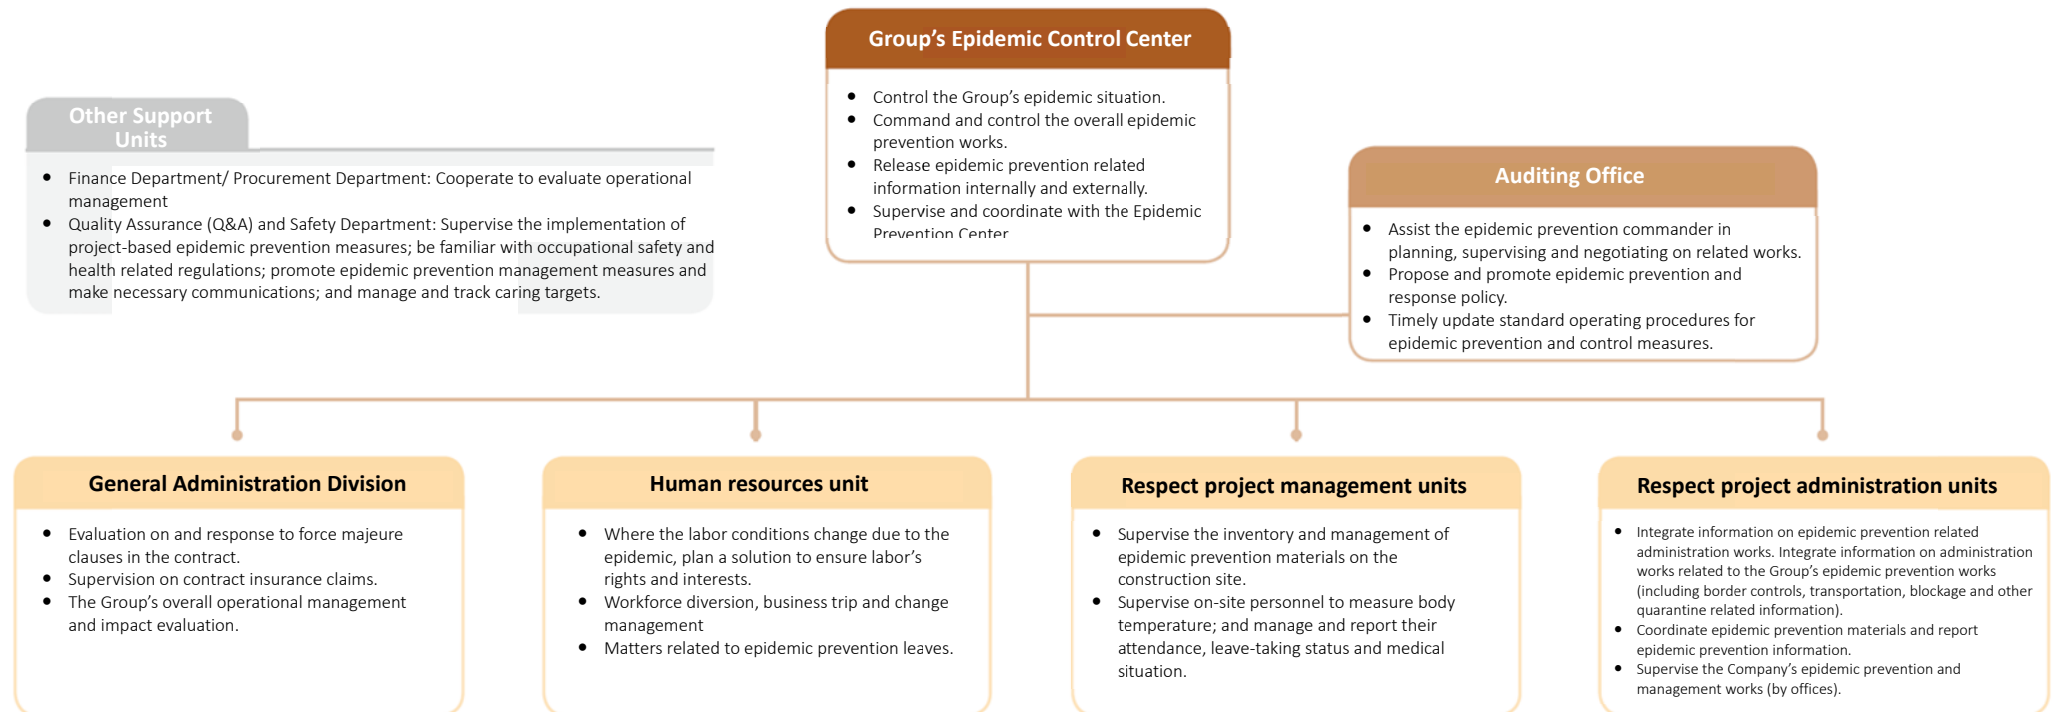 Group's Epidemic Control Center
• Control the Group's epidemic situation.
• Command and control the overall epidemic
prevention works.
• Release epidemic prevention related
information internally and externally.
• Supervise and coordinate with the Epidemic
Prevention Center
Other Support
Units
• Finance Department/ Procurement Department: Cooperate to evaluate operational
management
• Quality Assurance (Q&A) and Safety Department: Supervise the implementation of
project-based epidemic prevention measures; be familiar with occupational safety and
health related regulations; promote epidemic prevention management measures and
make necessary communications; and manage and track caring targets.
Auditing Office
• Assist the epidemic prevention commander in
planning, supervising and negotiating on related works.
• Propose and promote epidemic prevention and
response policy.
• Timely update standard operating procedures for
epidemic prevention and control measures.
General Administration Division
• Evaluation on and response to force majeure
clauses in the contract.
• Supervision on contract insurance claims.
• The Group's overall operational management
and impact evaluation.
Human resources unit
• Where the labor conditions change due to the
epidemic, plan a solution to ensure labor's
rights and interests.
• Workforce diversion, business trip and change
management
• Matters related to epidemic prevention leaves.
Respect project management units
• Supervise the inventory and management of
epidemic prevention materials on the
construction site.
• Supervise on-site personnel to measure body
temperature; and manage and report their
attendance, leave-taking status and medical
situation.
Respect project administration units
• Integrate information on epidemic prevention related
administration works. Integrate information on administration
works related to the Group's epidemic prevention works
(including border controls, transportation, blockage and other
quarantine related information).
• Coordinate epidemic prevention materials and report
epidemic prevention information.
• Supervise the Company's epidemic prevention and
management works (by offices).